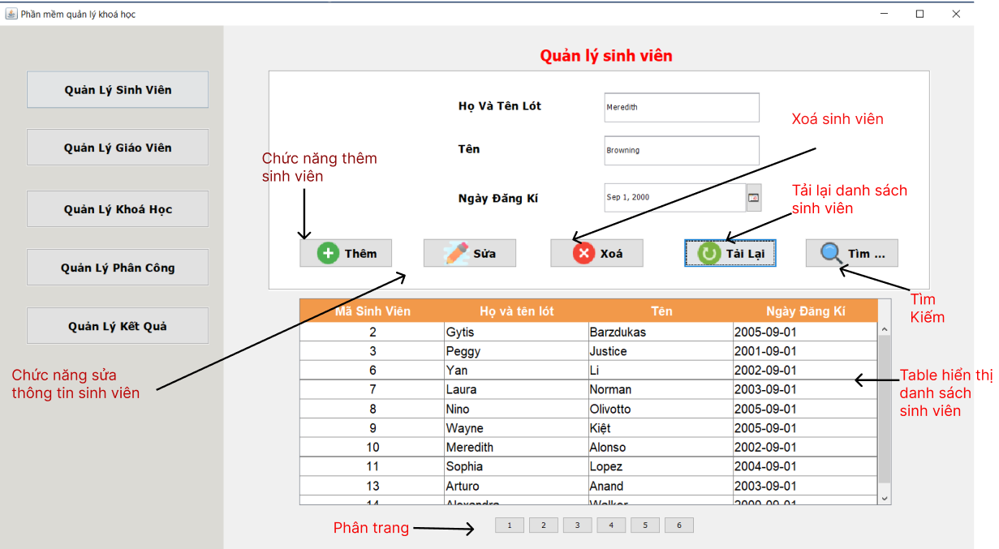 Phần mềm quản lý khoá học
Quản lý sinh viên
Quản Lý Sinh Viên
Quản Lý Giáo Viên
Quản Lý Khoá Học
Quản Lý Phân Công
Quản Lý Kết Quả
Họ Và Tên Lót
Meredith
Tên
Browning
Ngày Đăng Kí
Sep 1, 2000
Chức năng thêm
sinh viên
Xoá sinh viên
Tải lại danh sách
sinh viên
Thêm
Sửa
Xoá
Tải Lại
Tìm ...
Tìm
Kiếm
Chức năng sửa
thông tin sinh viên
Mã Sinh Viên Họ và tên lót Tên Ngày Đăng Kí
2 Gytis Barzdukas 2005-09-01
3 Peggy Justice 2001-09-01
6 Yan Li 2002-09-01
7 Laura Norman 2003-09-01
8 Nino Olivotto 2005-09-01
9 Wayne Kiệt 2005-09-01
10 Meredith Alonso 2002-09-01
11 Sophia Lopez 2004-09-01
13 Arturo Anand 2003-09-01
14 Alexandra Walker 2000-09-01
Table hiển thị
danh sách
sinh viên
Phân trang
1 2 3 4 5 6